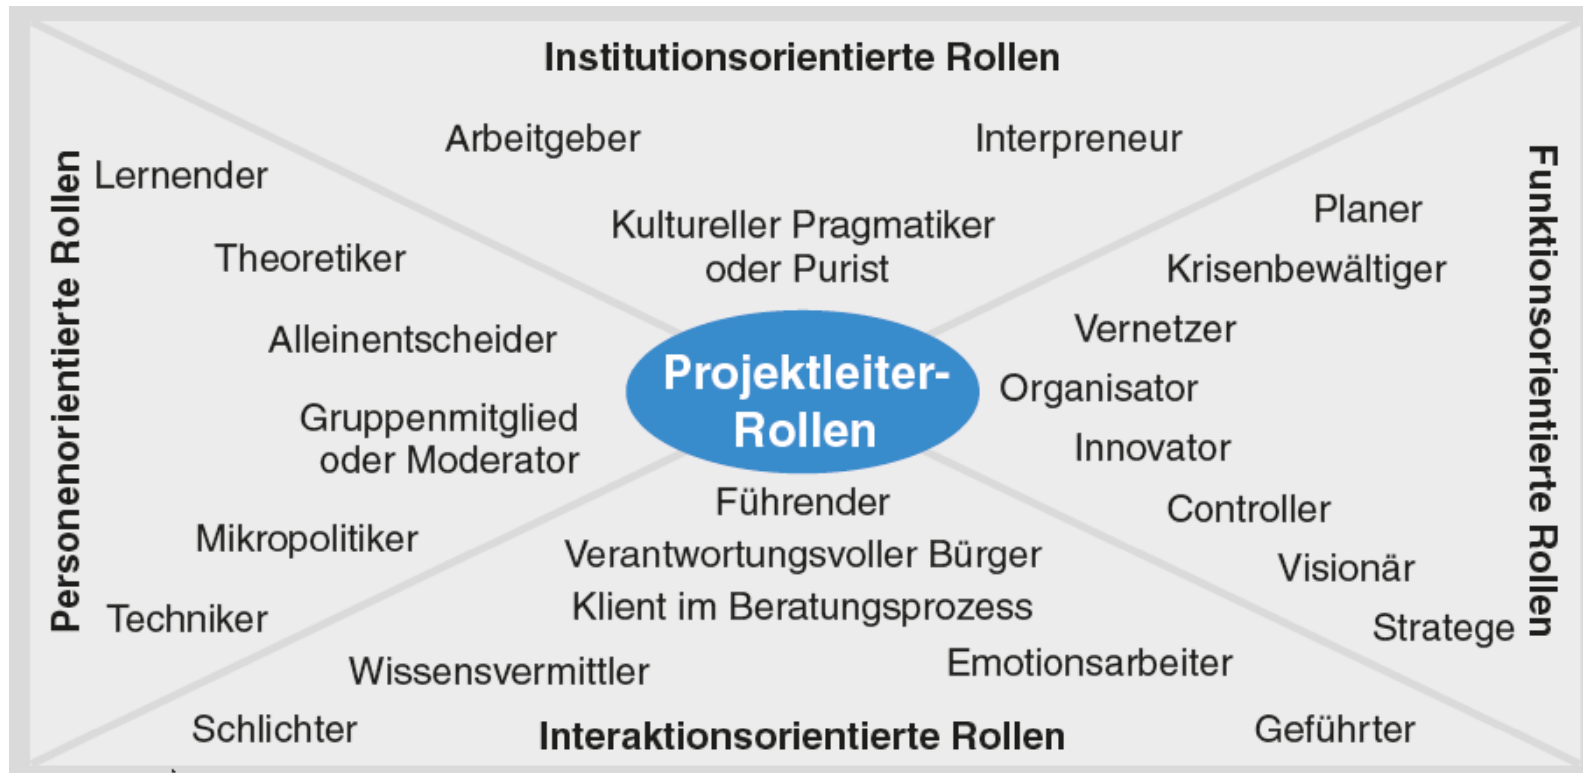 Institutionsorientierte Rollen
Arbeitgeber
Interpreneur
Kultureller Pragmatiker
oder Purist
Personenorientierte Rollen
Lernender
Theoretiker
Alleinentscheider
Gruppenmitglied
oder Moderator
Mikropolitiker
Techniker
Projektleiter-
Rollen
Funktionsorientierte Rollen
Planer
Krisenbewältiger
Vernetzer
Organisator
Innovator
Controller
Visionär
Stratege
Führender
Verantwortungsvoller Bürger
Klient im Beratungsprozess
Wissensvermittler
Emotionsarbeiter
Schlichter
Geführter
Interaktionsorientierte Rollen